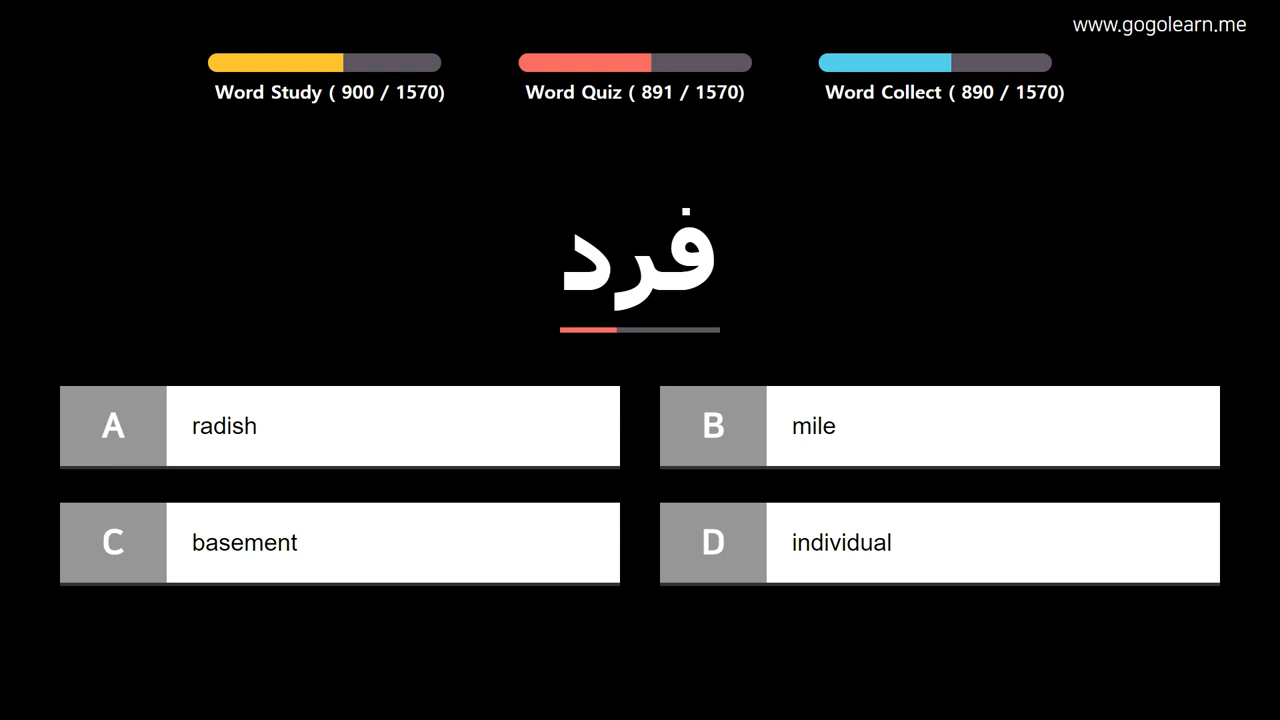 www.gogolearn.me
Word Study ( 900 / 1570)
Word Quiz ( 891 / 1570)
Word Collect ( 890 / 1570)
فرد
A radish
B mile
C basement
D individual